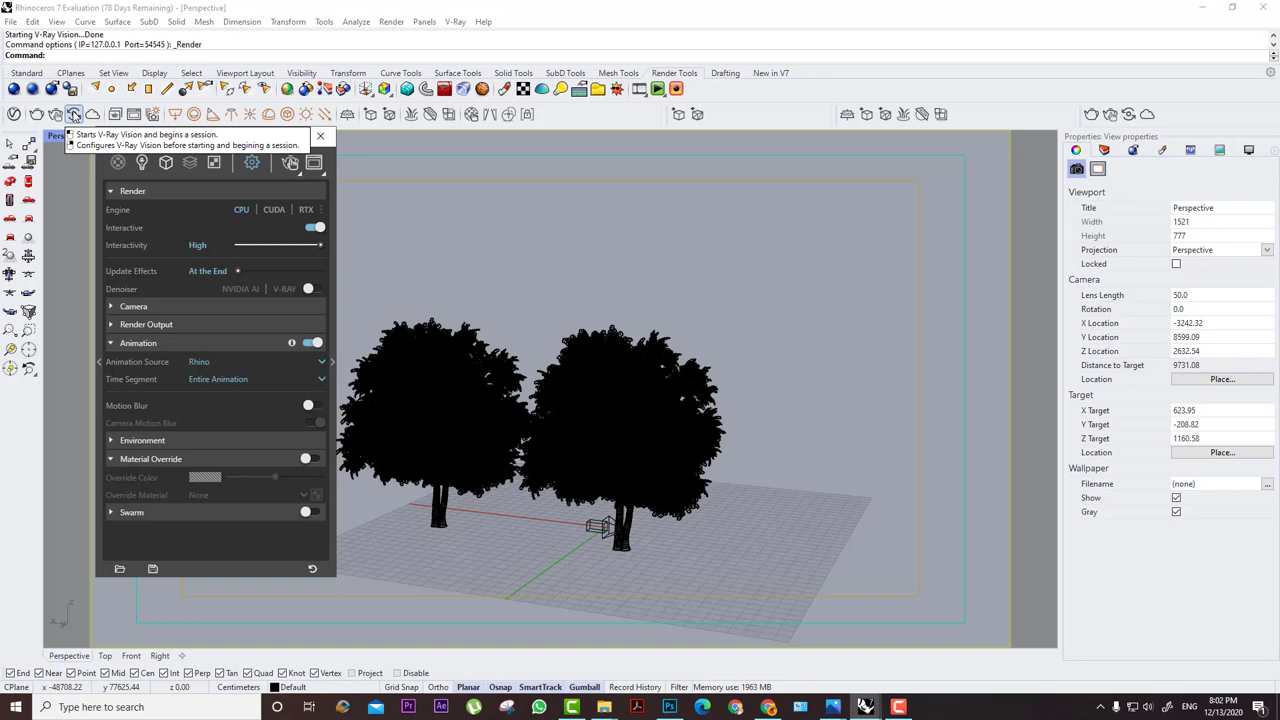 Rhinoceros 7 Evaluation (78 Days Remaining) - [Perspective]
File Edit View Curve Surface SubD Solid Mesh Dimension Transform Tools Analyze Render Panels V-Ray Help
Starting V-Ray Vision...Done
Command options ( IP=127.0.0.1 Port=54545 ): _Render
Command:
Standard CPlanes Set View Display Select Viewport Layout Visibility Transform Curve Tools Surface Tools Solid Tools SubD Tools Mesh Tools Render Tools Drafting New in V7
Starts V-Ray Vision and begins a session.
Configures V-Ray Vision before starting and begining a session.
Render
Engine CPU | CUDA | RTX
Interactive
Interactivity High
Update Effects At the End
Denoiser NVIDIA AI | V-RAY
Camera
Render Output
Animation
Animation Source Rhino
Time Segment Entire Animation
Motion Blur
Camera Motion Blur
Environment
Material Override
Override Color
Override Material None
Swarm
z
x
Properties: View properties
Viewport
Title Perspective
Width 1521
Height 777
Projection Perspective
Locked
Camera
Lens Length 50.0
Rotation 0.0
X Location -3242.32
Y Location 8599.09
Z Location 2632.54
Distance to Target 9731.08
Location Place...
Target
X Target 623.95
Y Target -208.82
Z Target 1160.58
Location Place...
Wallpaper
Filename (none) ...
Show
Gray
Perspective Top Front Right
End Near Point Mid Cen Int Perp Tan Quad Knot Vertex Project Disable
CPlane x -48708.22 y 77625.44 z 0.00 Centimeters Default Grid Snap Ortho Planar Osnap SmartTrack Gumball Record History Filter Memory use: 1963 MB
Type here to search
8:02 PM
12/13/2020